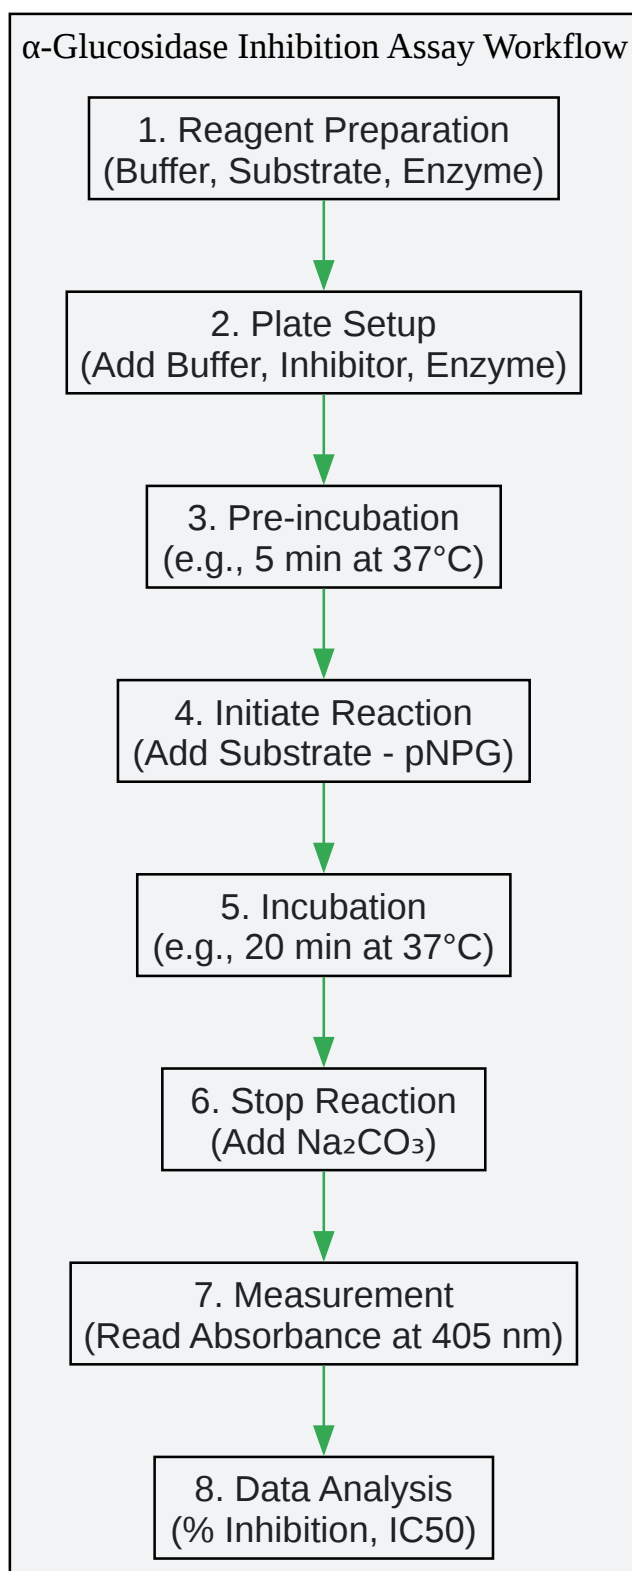 α-Glucosidase Inhibition Assay Workflow
1. Reagent Preparation
(Buffer, Substrate, Enzyme)
2. Plate Setup
(Add Buffer, Inhibitor, Enzyme)
3. Pre-incubation
(e.g., 5 min at 37°C)
4. Initiate Reaction
(Add Substrate - pNPG)
5. Incubation
(e.g., 20 min at 37°C)
6. Stop Reaction
(Add Na₂CO₃)
7. Measurement
(Read Absorbance at 405 nm)
8. Data Analysis
(% Inhibition, IC50)